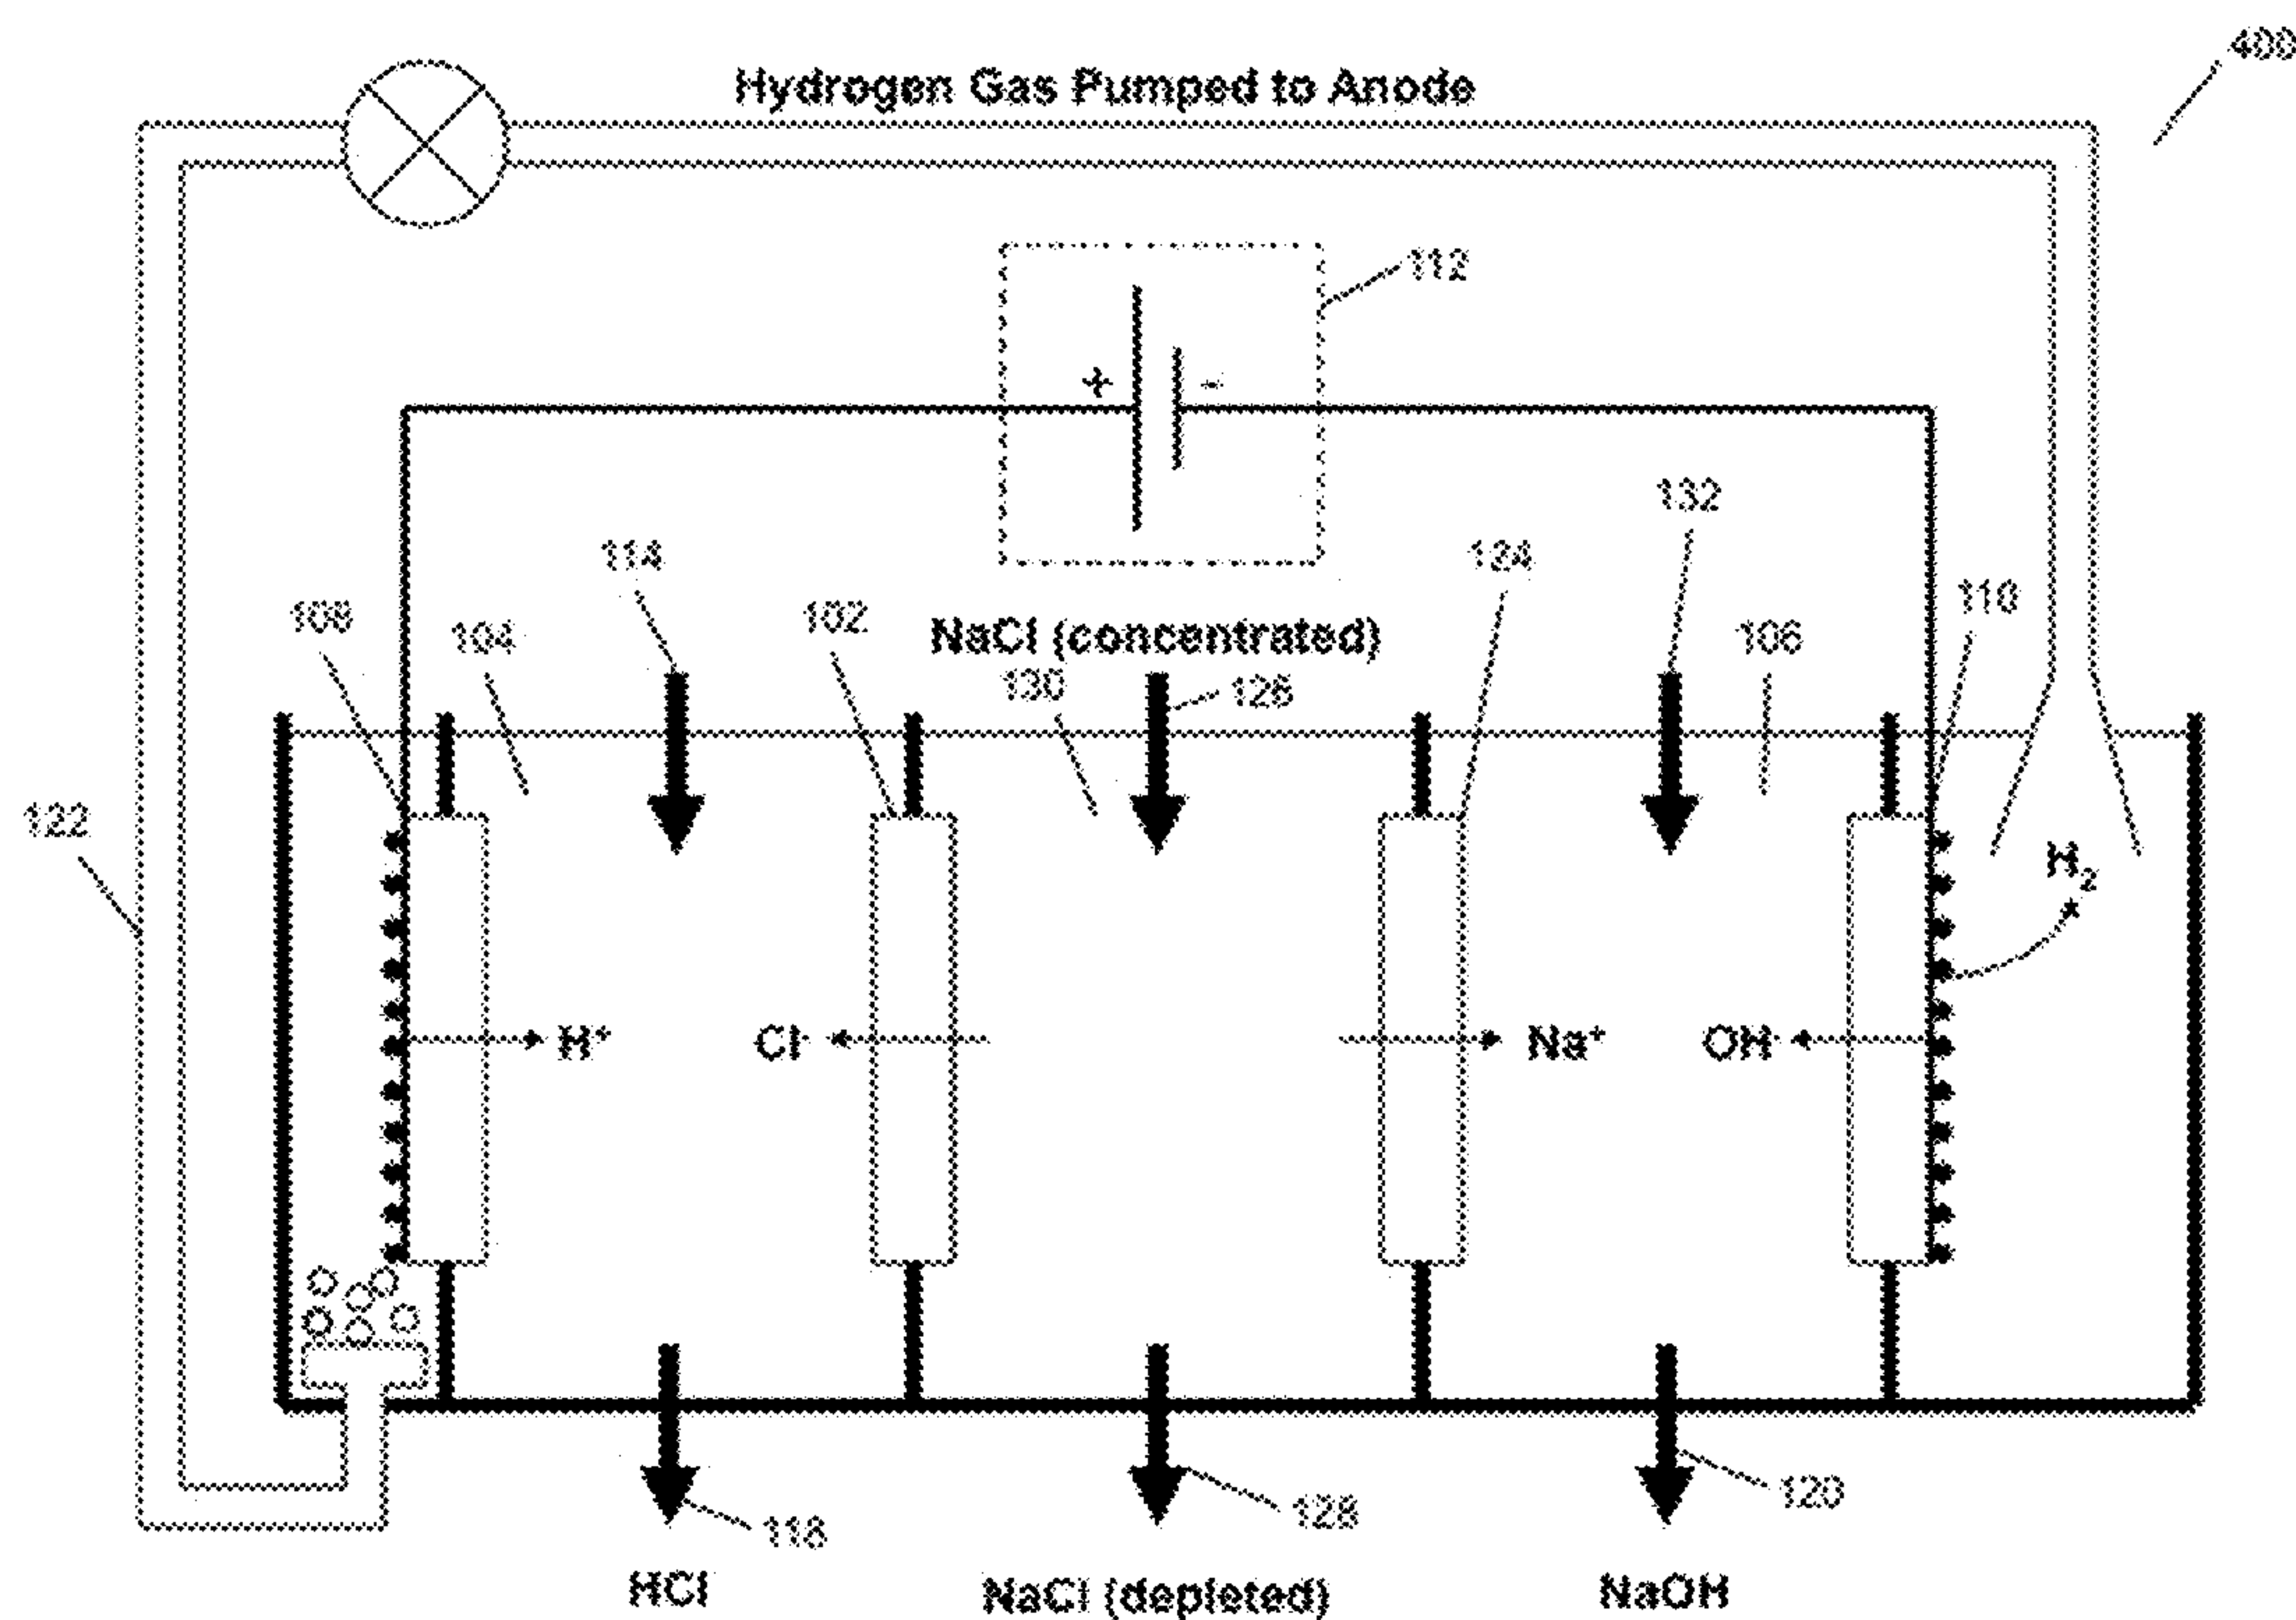 400
Hydrogen Gas Pumped to Anode
112
+ -
132
114
124
108
104
102
NaCl (concentrated)
106
110
130
126
122
H2
H+
Cl-
Na+
OH-
120
128
118
HCl
NaCl (depleted)
NaOH